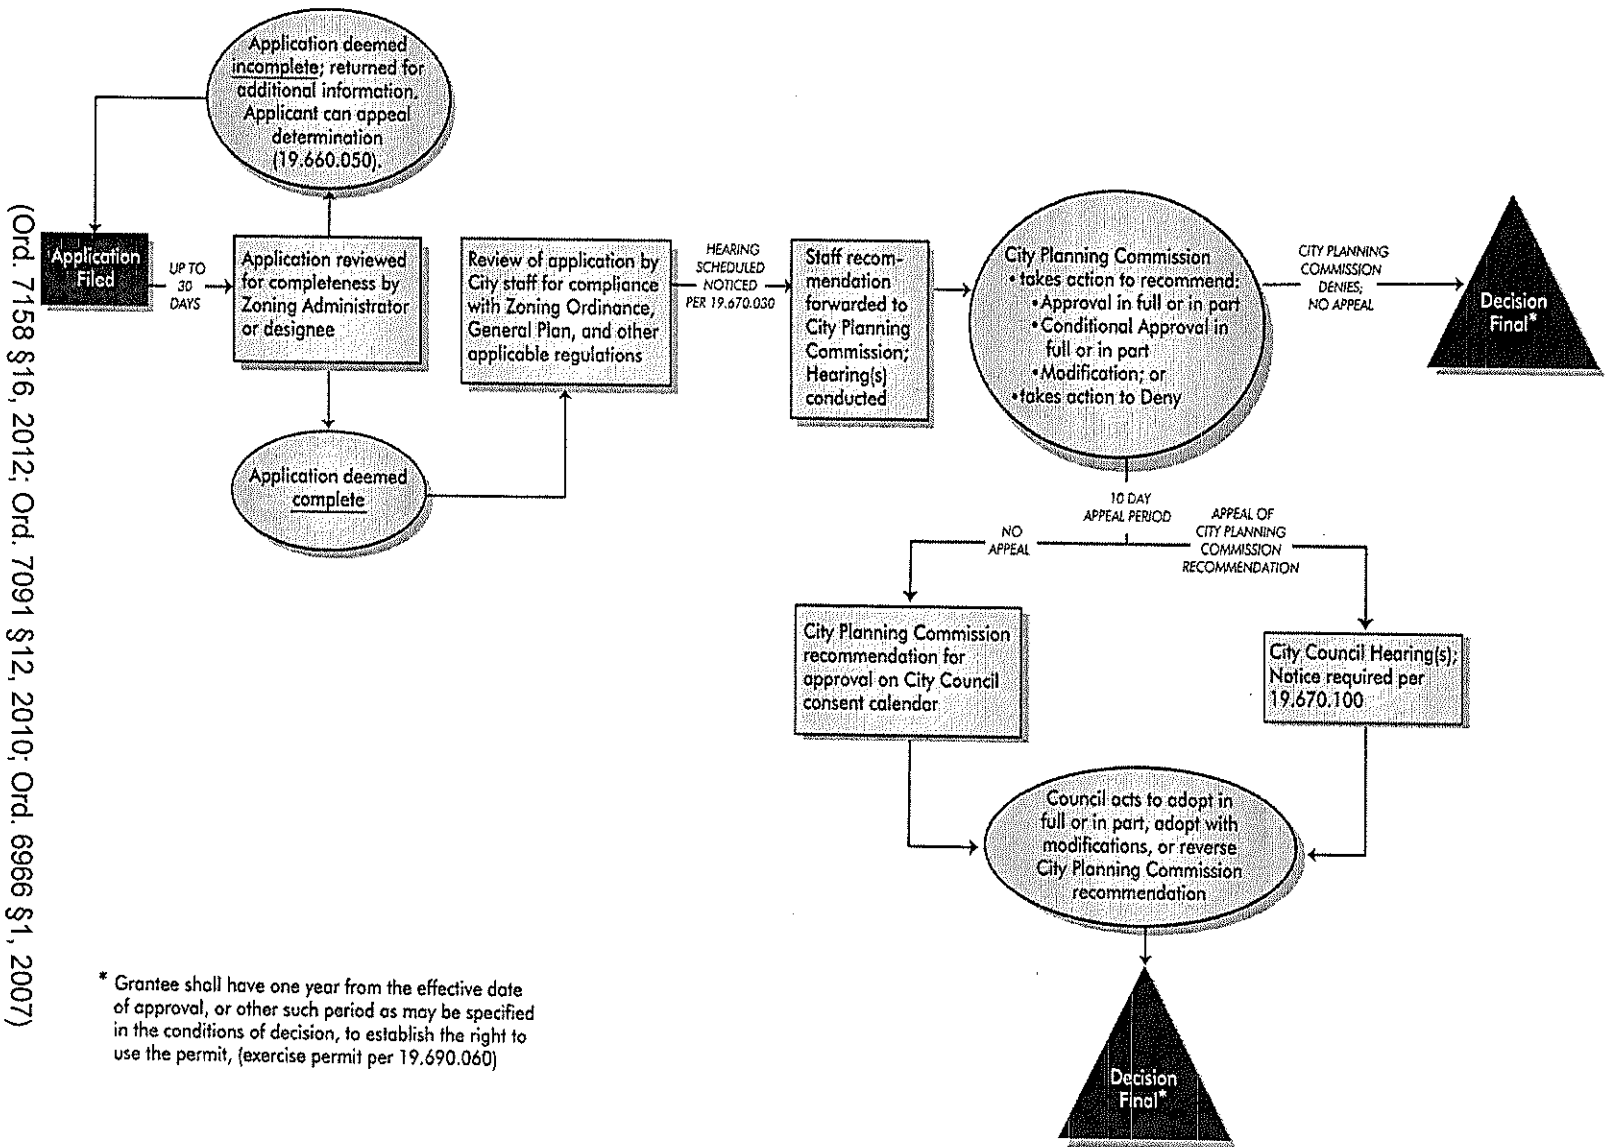 Application deemed
incomplete; returned for
additional information.
Applicant can appeal
determination
(19.660.050).
Application
Filed
UP TO
30
DAYS
Application reviewed
for completeness by
Zoning Administrator
or designee
Application deemed
complete
Review of application by
City staff for compliance
with Zoning Ordinance,
General Plan, and other
applicable regulations
HEARING
SCHEDULED
NOTICED
PER 19.670.030
Staff recom-
mendation
forwarded to
City Planning
Commission;
Hearing(s)
conducted
City Planning Commission
• takes action to recommend:
• Approval in full or in part
• Conditional Approval in
full or in part
• Modification; or
• takes action to Deny
CITY PLANNING
COMMISSION
DENIES;
NO APPEAL
Decision
Final*
10 DAY
APPEAL PERIOD
NO
APPEAL
APPEAL OF
CITY PLANNING
COMMISSION
RECOMMENDATION
City Planning Commission
recommendation for
approval on City Council
consent calendar
City Council Hearing(s);
Notice required per
19.670.100
Council acts to adopt in
full or in part, adopt with
modifications, or reverse
City Planning Commission
recommendation
Decision
Final*
* Grantee shall have one year from the effective date
of approval, or other such period as may be specified
in the conditions of decision, to establish the right to
use the permit, (exercise permit per 19.690.060)
(Ord. 7158 §16, 2012; Ord. 7091 §12, 2010; Ord. 6966 §1, 2007)